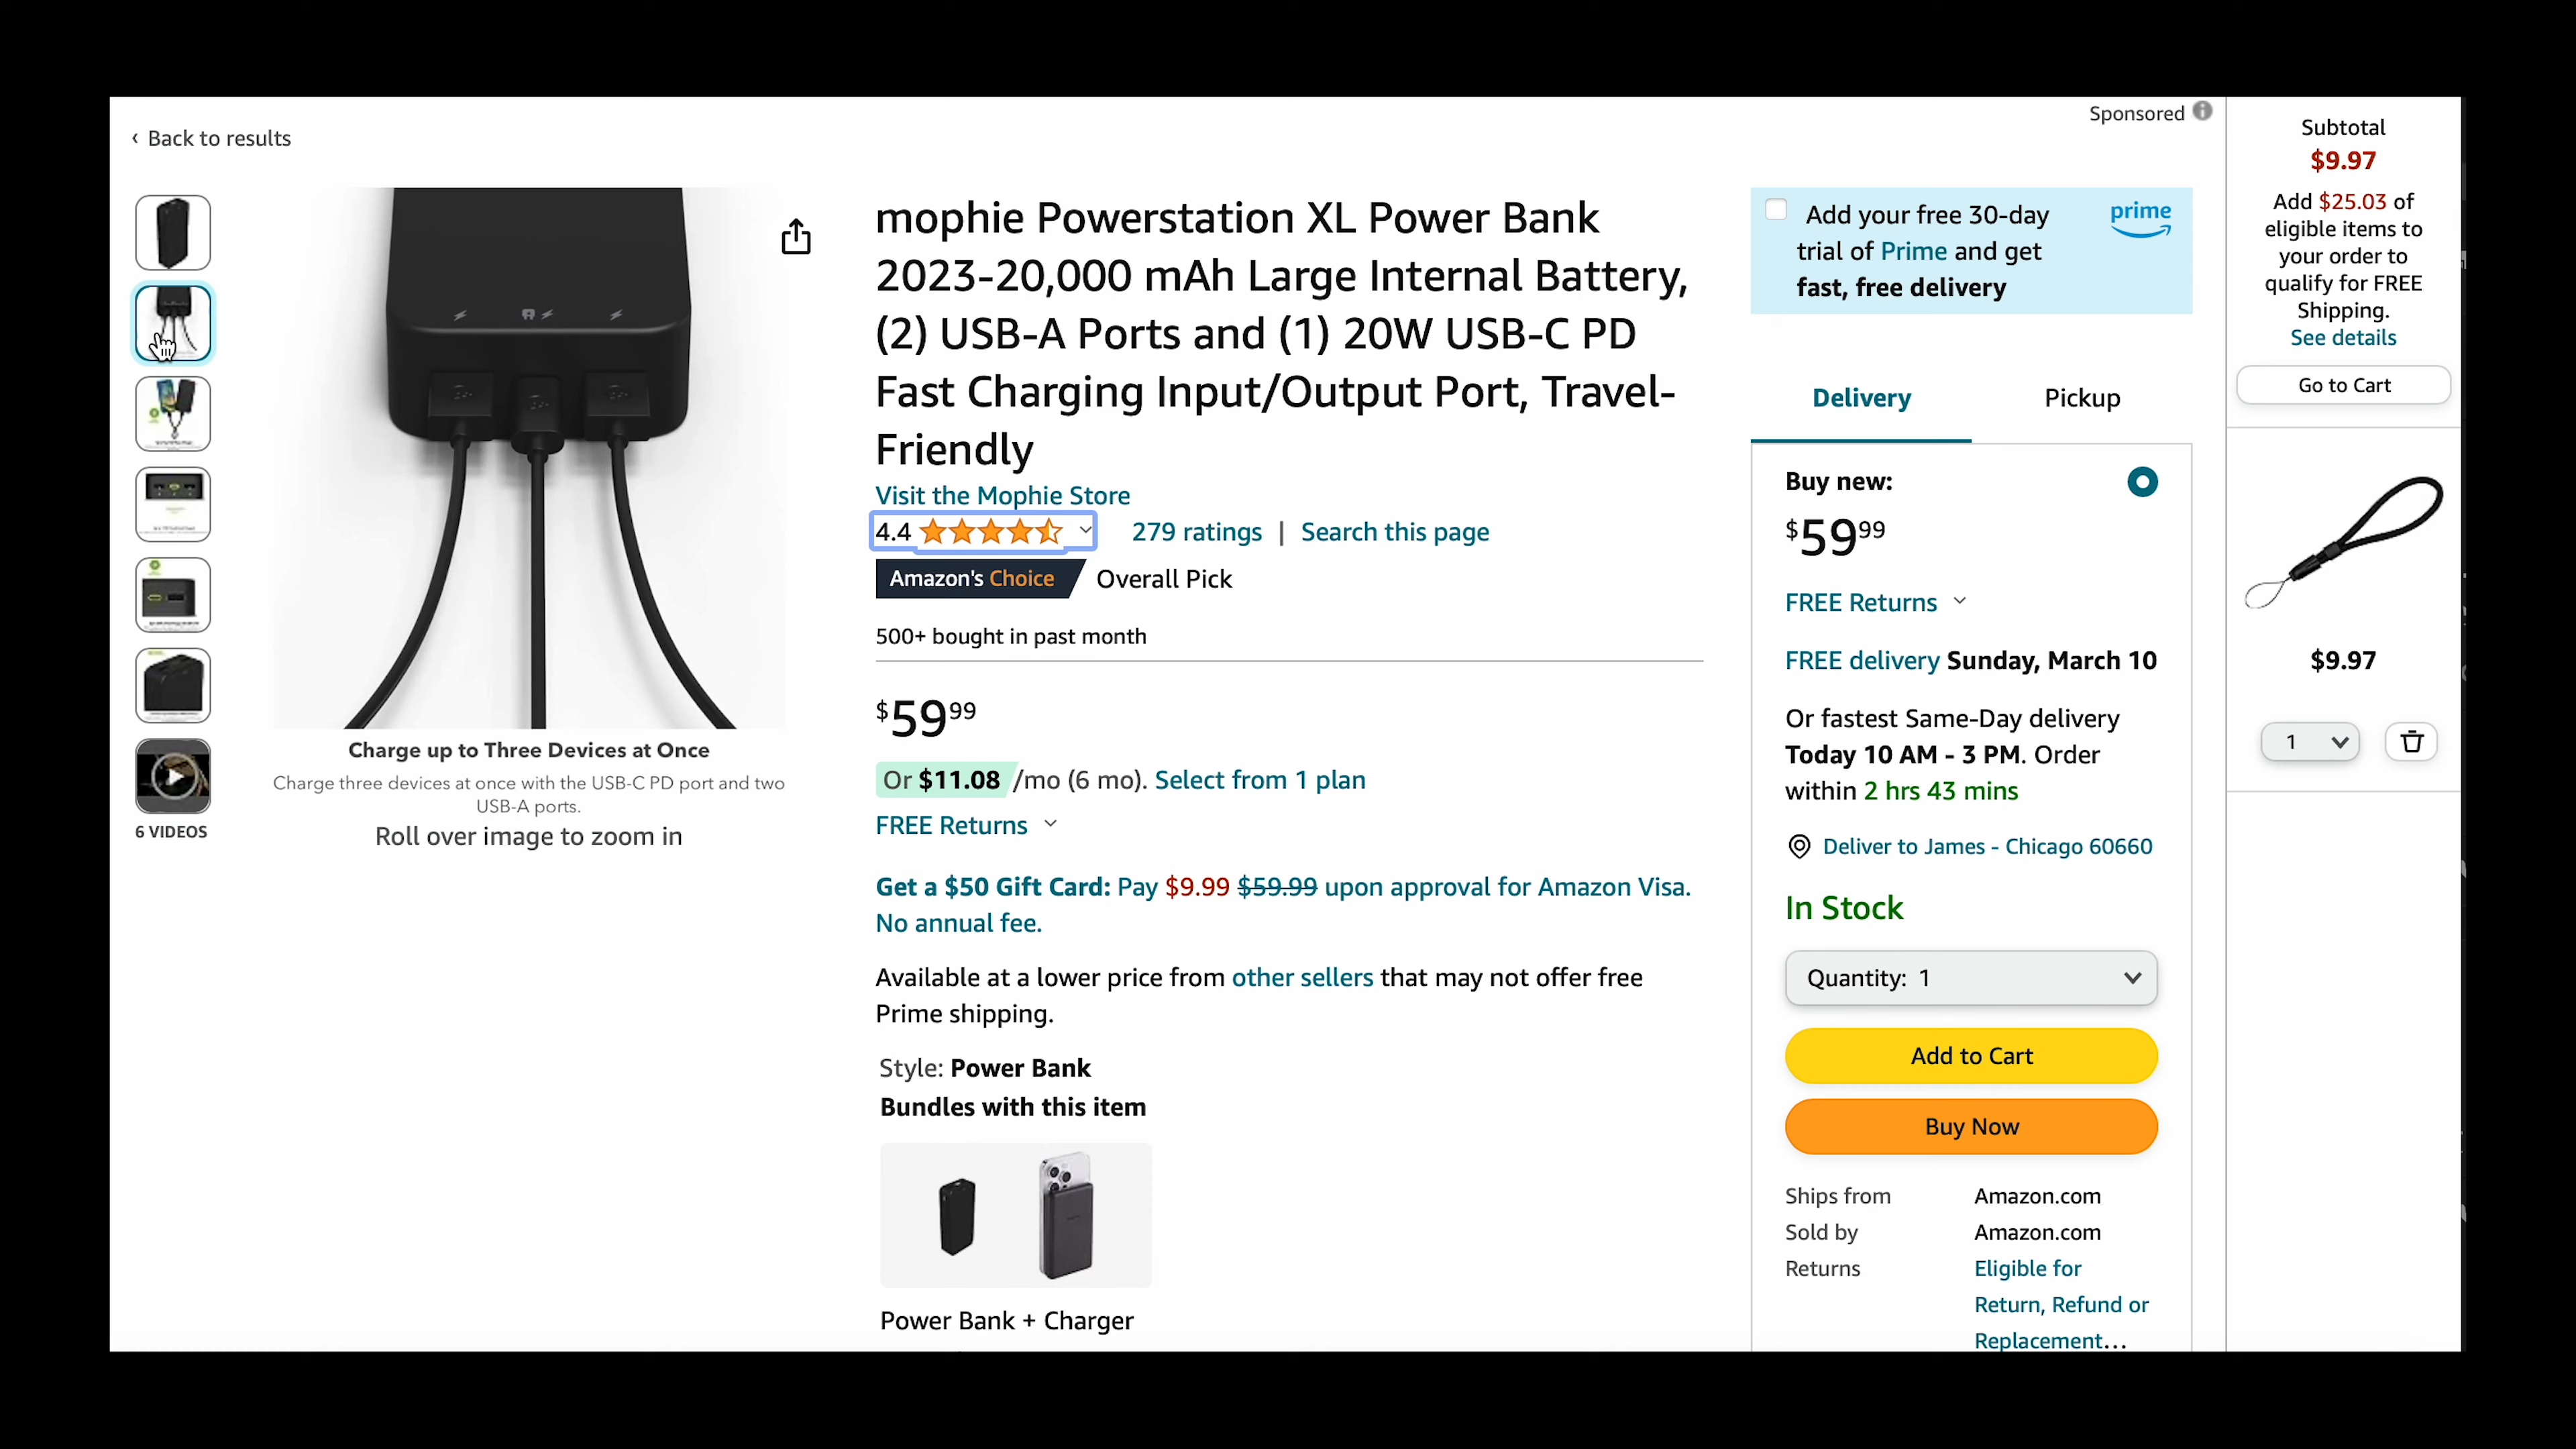 Sponsored
‹ Back to results
Charge up to Three Devices at Once
Charge three devices at once with the USB-C PD port and two
USB-A ports.
6 VIDEOS
Roll over image to zoom in
mophie Powerstation XL Power Bank
2023-20,000 mAh Large Internal Battery,
(2) USB-A Ports and (1) 20W USB-C PD
Fast Charging Input/Output Port, Travel-
Friendly
Visit the Mophie Store
4.4 279 ratings | Search this page
Amazon's Choice Overall Pick
500+ bought in past month
$59 99
Or $11.08 /mo (6 mo). Select from 1 plan
FREE Returns
Get a $50 Gift Card: Pay $9.99 $59.99 upon approval for Amazon Visa.
No annual fee.
Available at a lower price from other sellers that may not offer free
Prime shipping.
Style: Power Bank
Bundles with this item
Power Bank + Charger
Add your free 30-day
trial of Prime and get
fast, free delivery
prime
Delivery Pickup
Buy new:
$59 99
FREE Returns
FREE delivery Sunday, March 10
Or fastest Same-Day delivery
Today 10 AM - 3 PM. Order
within 2 hrs 43 mins
Deliver to James - Chicago 60660
In Stock
Quantity: 1
Add to Cart
Buy Now
Ships from Amazon.com
Sold by Amazon.com
Returns Eligible for
Return, Refund or
Replacement...
Subtotal
$9.97
Add $25.03 of
eligible items to
your order to
qualify for FREE
Shipping.
See details
Go to Cart
$9.97
1